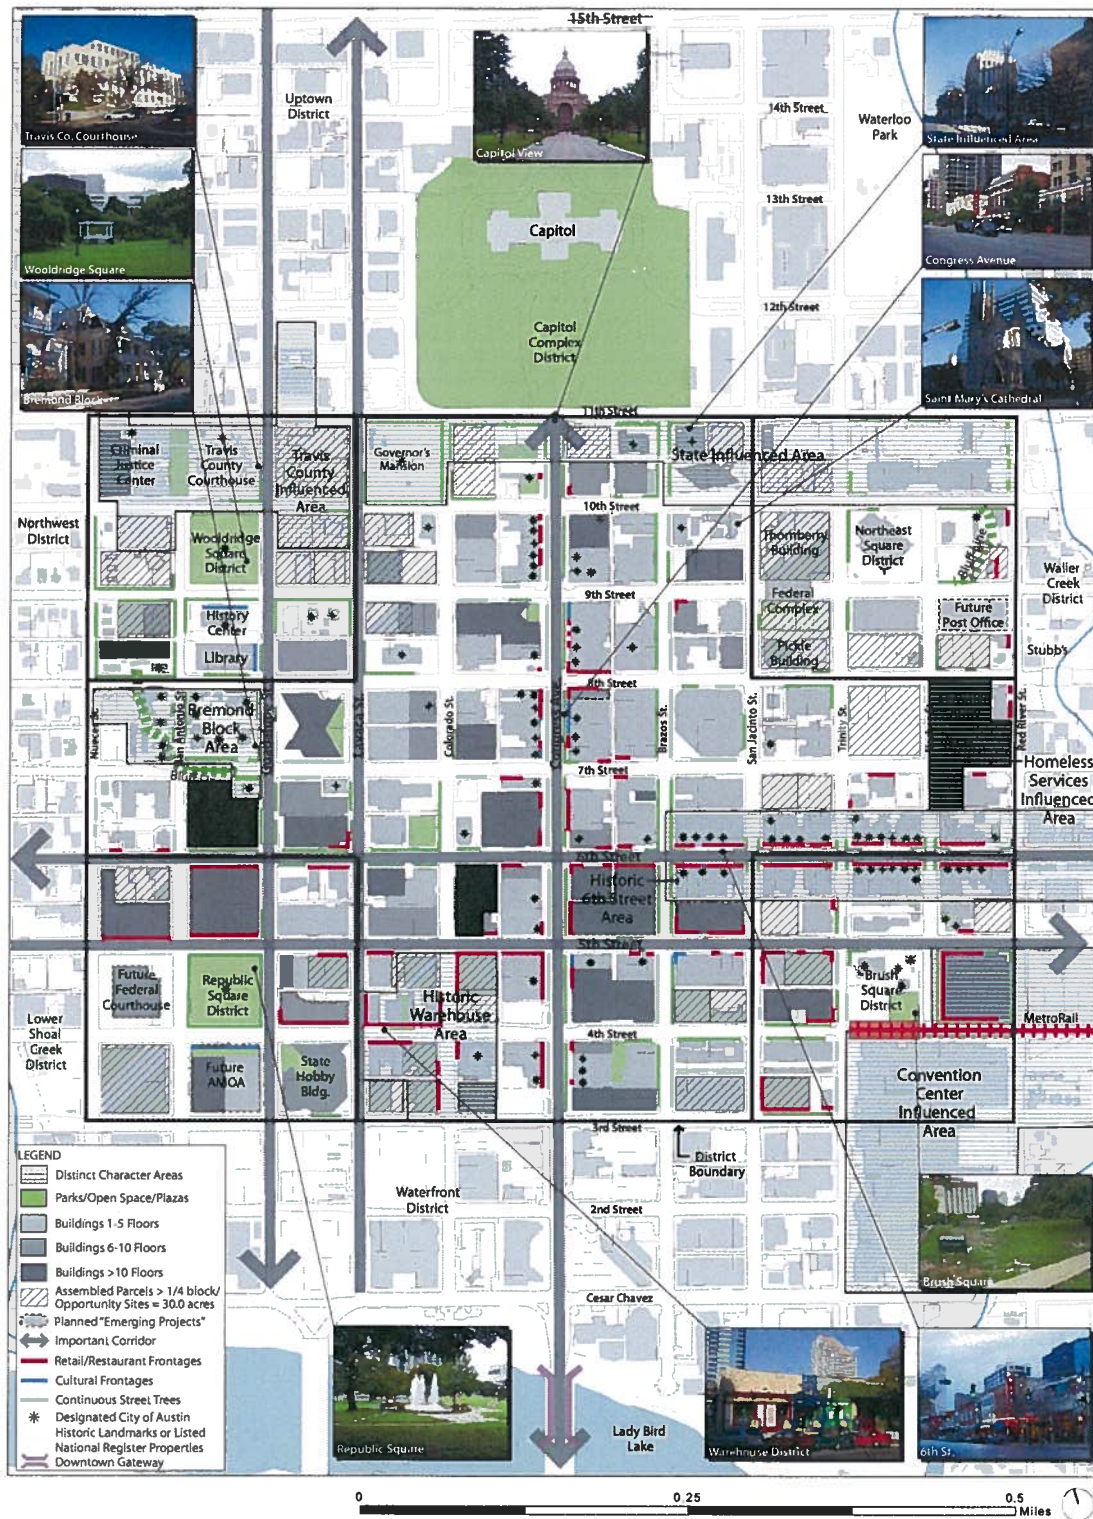 15th Street
Travis Co. Courthouse
Uptown
District
Capitol View
14th Street
Waterloo
Park
State Influenced Area
Wooldridge Square
13th Street
Capitol
Congress Avenue
Capitol
Complex
District
12th Street
Bremond Block
Saint Mary's Cathedral
11th Street
Criminal
Justice
Center
Travis
County
Courthouse
Travis
County
Influenced
Area
Governor's
Mansion
State Influenced Area
10th Street
Northwest
District
Wooldridge
Square
District
Thornberry
Building
Northeast
Square
District
Waller
Creek
District
9th Street
Federal
Complex
History
Center
Library
Future
Post Office
Pickle
Building
Stubb's
8th Street
Nueces St.
San Antonio St.
Bremond
Block
Area
Lavaca St.
Colorado St.
Congress Ave.
Brazos St.
San Jacinto St.
Trinity St.
Red River St.
7th Street
Homeless
Services
Influenced
Area
6th Street
Historic
6th Street
Area
5th Street
Future
Federal
Courthouse
Republic
Square
District
Historic
Warehouse
Area
Brush
Square
District
Lower
Shoal
Creek
District
4th Street
MetroRail
Future
AMOA
State
Hobby
Bldg.
Convention
Center
Influenced
Area
3rd Street
District
Boundary
LEGEND
Distinct Character Areas
Parks/Open Space/Plazas
Buildings 1-5 Floors
Buildings 6-10 Floors
Buildings >10 Floors
Assembled Parcels > 1/4 block/
Opportunity Sites = 30.0 acres
Planned "Emerging Projects"
Important Corridor
Retail/Restaurant Frontages
Cultural Frontages
Continuous Street Trees
Designated City of Austin
Historic Landmarks or Listed
National Register Properties
Downtown Gateway
Waterfront
District
2nd Street
Brush Square
Cesar Chavez
Republic Square
Lady Bird
Lake
Warehouse District
6th St.
0
0.25
0.5
Miles